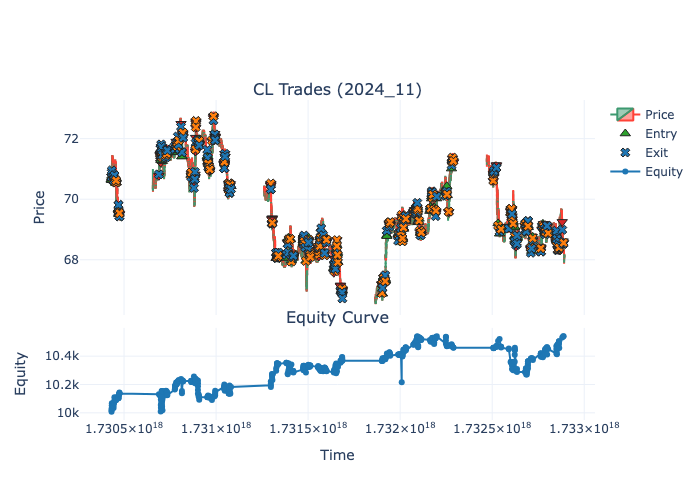 CL Trades (2024_11)
Price
72
70
68
Price
Entry
Exit
Equity
Equity Curve
Equity
10.4k
10.2k
10k
1.7305×10¹⁸
1.731×10¹⁸
1.7315×10¹⁸
1.732×10¹⁸
1.7325×10¹⁸
1.733×10¹⁸
Time